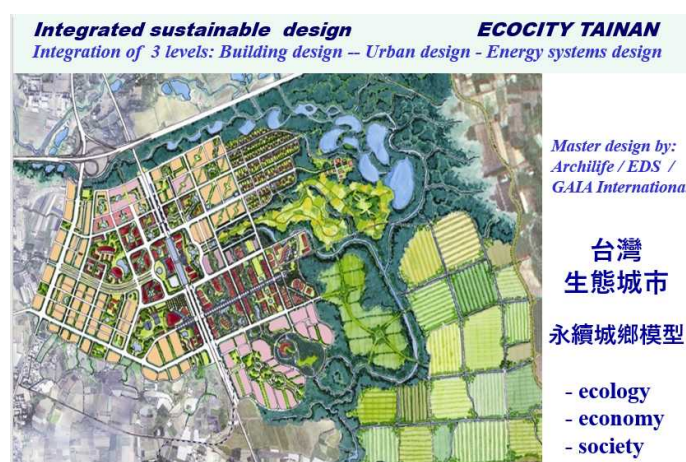 Integrated sustainable design ECOCITY TAINAN
Integration of 3 levels: Building design -- Urban design - Energy systems design
Master design by:
Archilife / EDS /
GAIA Internationa
台灣
生態城市
永續城鄉模型
- ecology
- economy
- society